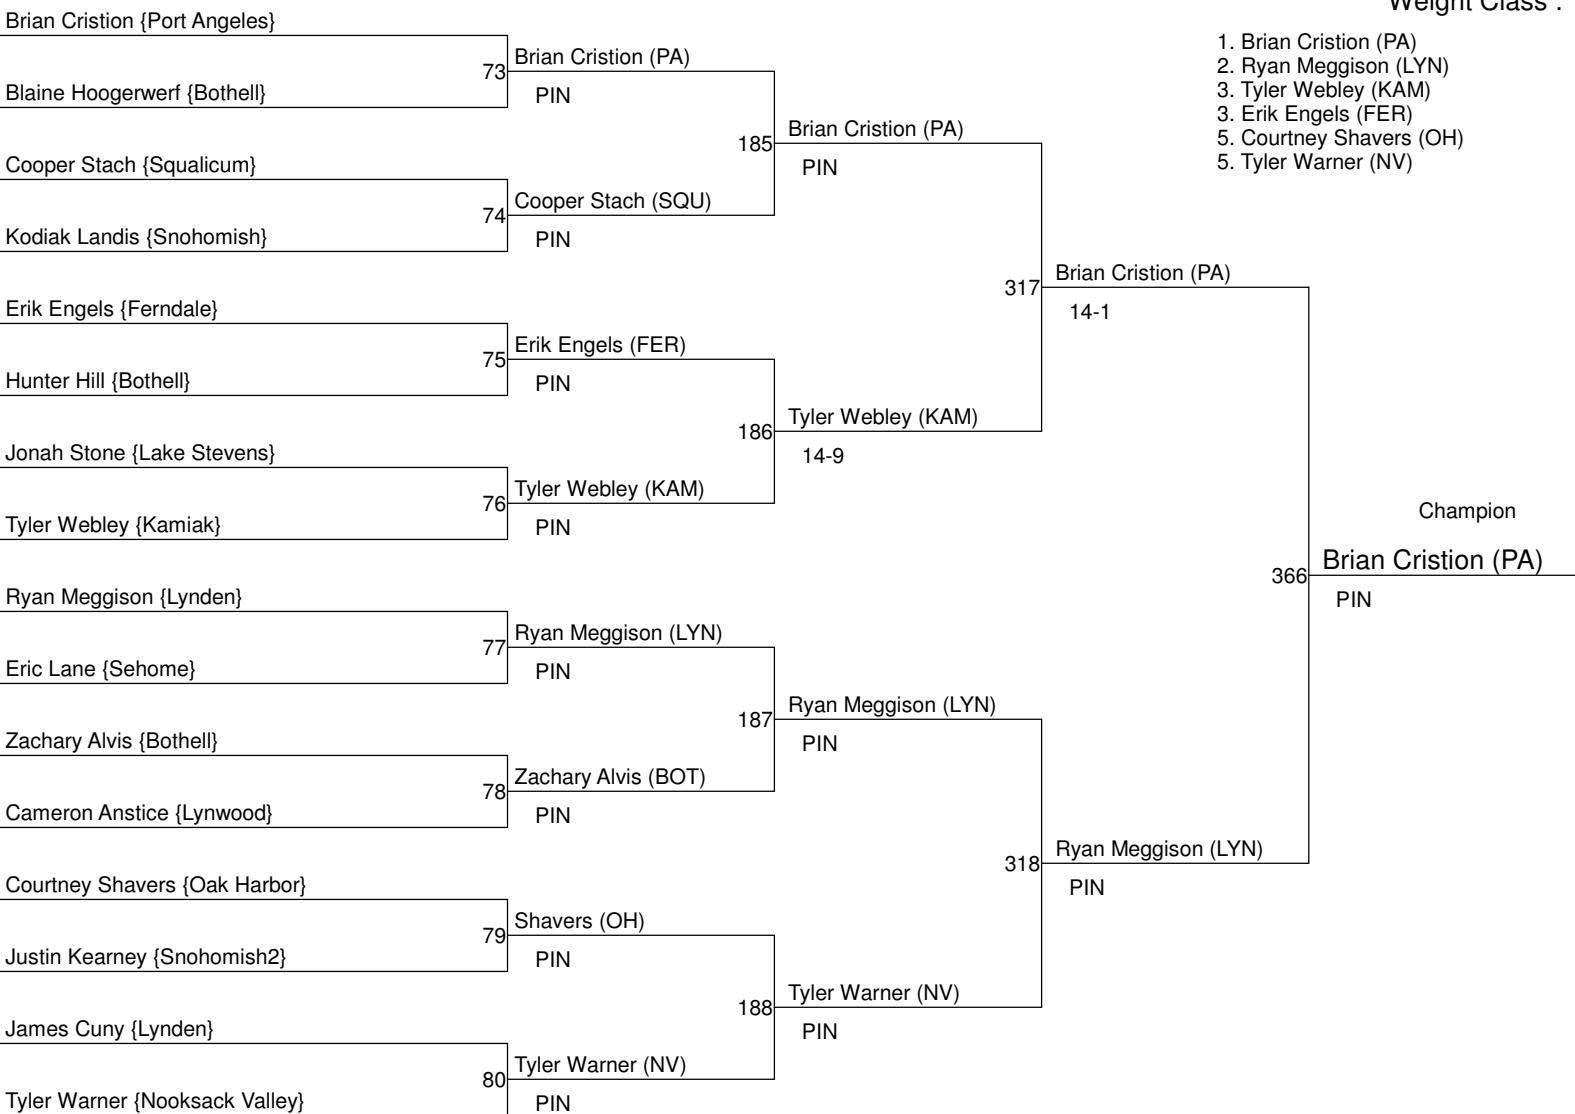 Weight Class :
1. Brian Cristion (PA)
2. Ryan Meggison (LYN)
3. Tyler Webley (KAM)
3. Erik Engels (FER)
5. Courtney Shavers (OH)
5. Tyler Warner (NV)
Brian Cristion {Port Angeles}
Blaine Hoogerwerf {Bothell}
Cooper Stach {Squalicum}
Kodiak Landis {Snohomish}
Erik Engels {Ferndale}
Hunter Hill {Bothell}
Jonah Stone {Lake Stevens}
Tyler Webley {Kamiak}
Ryan Meggison {Lynden}
Eric Lane {Sehome}
Zachary Alvis {Bothell}
Cameron Anstice {Lynwood}
Courtney Shavers {Oak Harbor}
Justin Kearney {Snohomish2}
James Cuny {Lynden}
Tyler Warner {Nooksack Valley}
73 Brian Cristion (PA)
PIN
74 Cooper Stach (SQU)
PIN
75 Erik Engels (FER)
PIN
76 Tyler Webley (KAM)
PIN
77 Ryan Meggison (LYN)
PIN
78 Zachary Alvis (BOT)
PIN
79 Shavers (OH)
PIN
80 Tyler Warner (NV)
PIN
185 Brian Cristion (PA)
PIN
186 Tyler Webley (KAM)
14-9
187 Ryan Meggison (LYN)
PIN
188 Tyler Warner (NV)
PIN
317 Brian Cristion (PA)
14-1
318 Ryan Meggison (LYN)
PIN
Champion
366 Brian Cristion (PA)
PIN